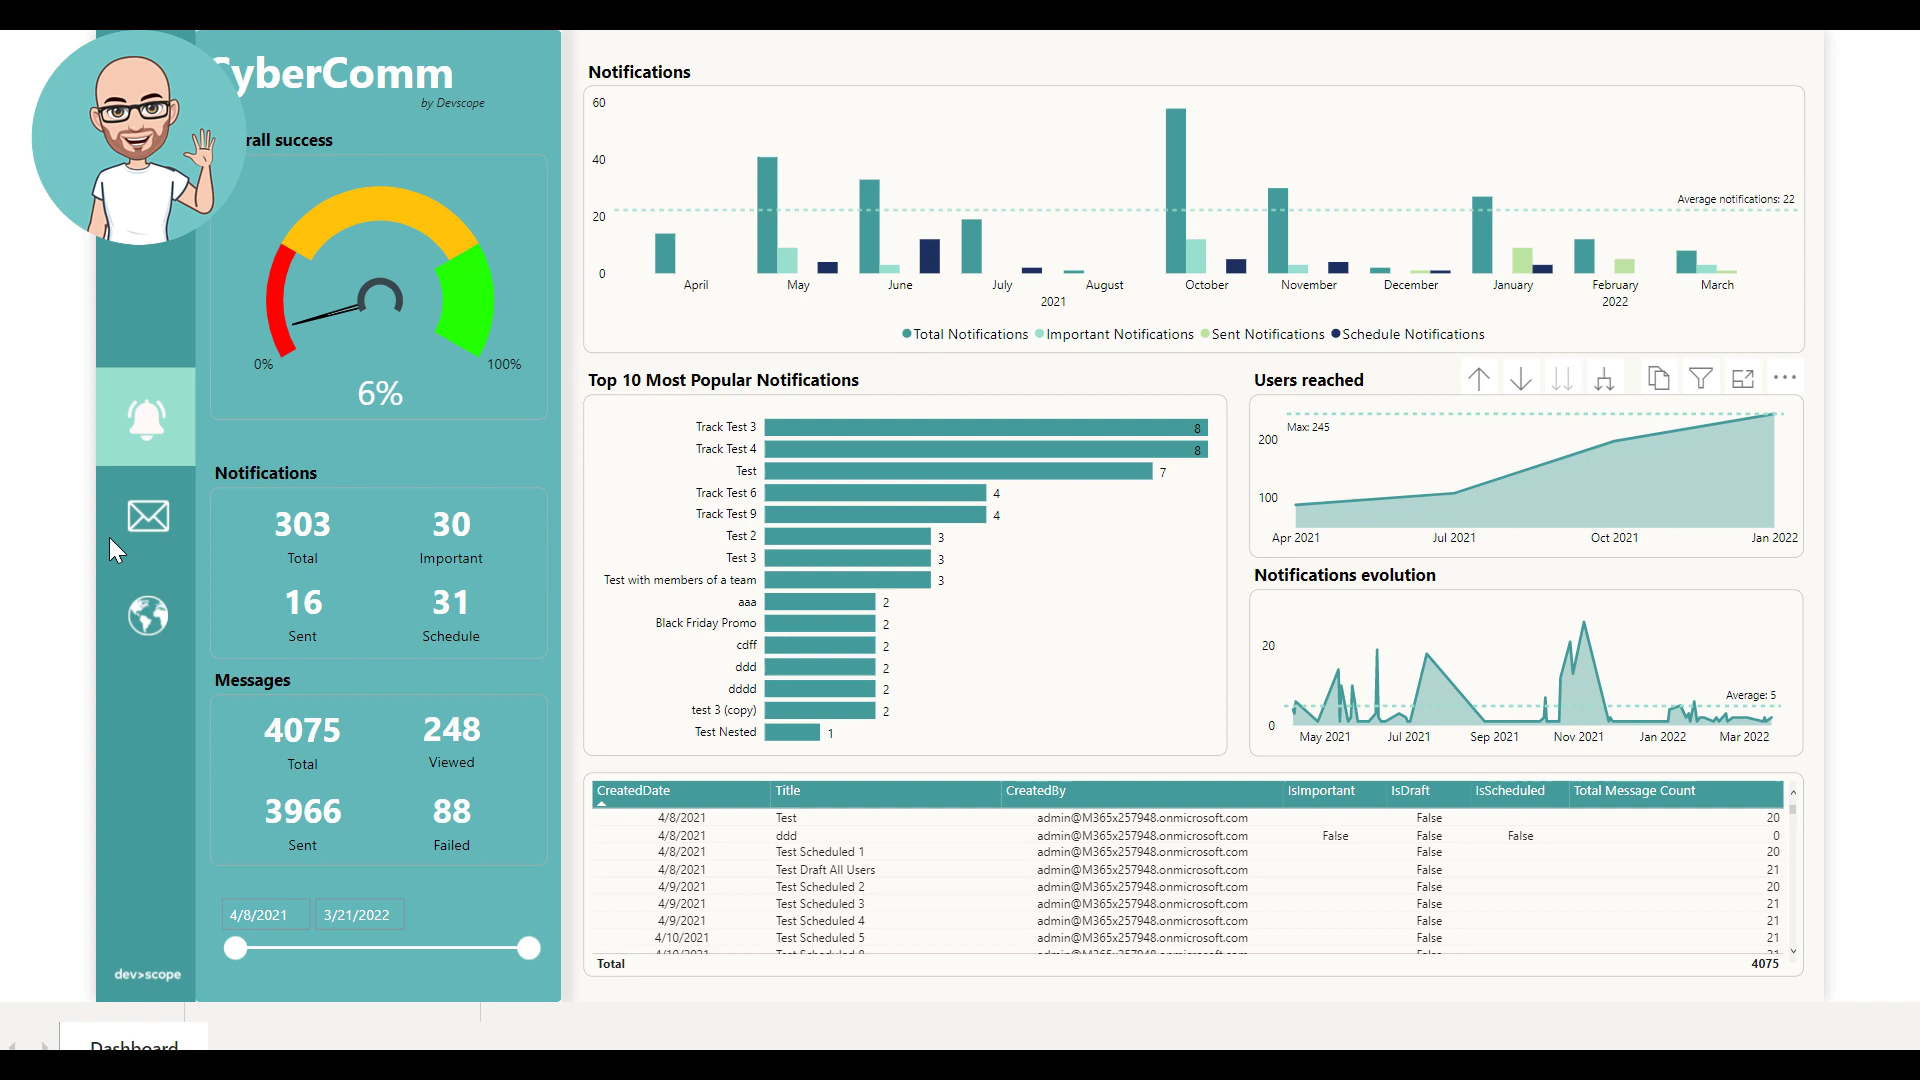 CyberComm
by Devscope
rall success
0%
100%
6%
Notifications
303
30
Total
Important
16
31
Sent
Schedule
Messages
4075
248
Total
Viewed
3966
88
Sent
Failed
4/8/2021
3/21/2022
dev>scope
Notifications
60
40
20
0
Average notifications: 22
April
May
June
July
August
October
November
December
January
February
March
2021
2022
Total Notifications
Important Notifications
Sent Notifications
Schedule Notifications
Top 10 Most Popular Notifications
Track Test 3 8
Track Test 4 8
Test 7
Track Test 6 4
Track Test 9 4
Test 2 3
Test 3 3
Test with members of a team 3
aaa 2
Black Friday Promo 2
cdff 2
ddd 2
dddd 2
test 3 (copy) 2
Test Nested 1
Users reached
Max: 245
200
100
Apr 2021
Jul 2021
Oct 2021
Jan 2022
Notifications evolution
20
0
Average: 5
May 2021
Jul 2021
Sep 2021
Nov 2021
Jan 2022
Mar 2022
CreatedDate Title CreatedBy IsImportant IsDraft IsScheduled Total Message Count
4/8/2021 Test admin@M365x257948.onmicrosoft.com False 20
4/8/2021 ddd admin@M365x257948.onmicrosoft.com False False False 0
4/8/2021 Test Scheduled 1 admin@M365x257948.onmicrosoft.com False 20
4/8/2021 Test Draft All Users admin@M365x257948.onmicrosoft.com False 21
4/9/2021 Test Scheduled 2 admin@M365x257948.onmicrosoft.com False 20
4/9/2021 Test Scheduled 3 admin@M365x257948.onmicrosoft.com False 21
4/9/2021 Test Scheduled 4 admin@M365x257948.onmicrosoft.com False 21
4/10/2021 Test Scheduled 5 admin@M365x257948.onmicrosoft.com False 21
Total 4075
Dashboard